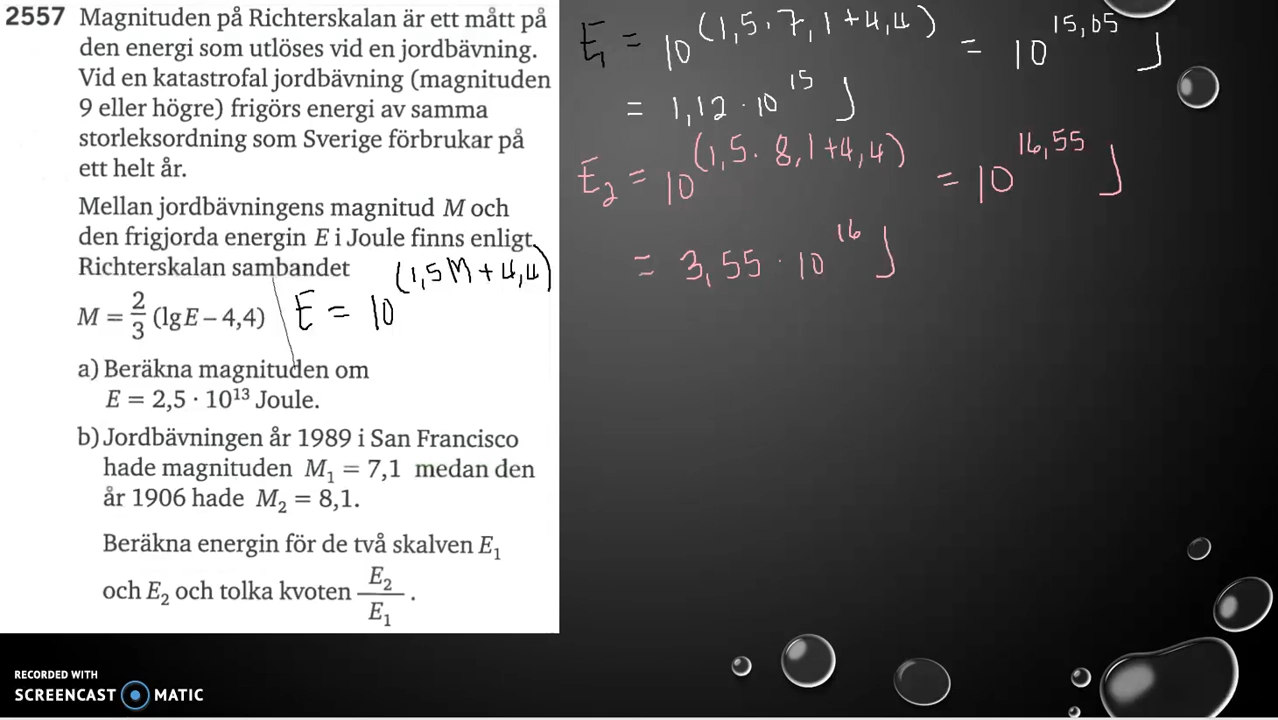 2557 Magnituden på Richterskalan är ett mått på
den energi som utlöses vid en jordbävning.
Vid en katastrofal jordbävning (magnituden
9 eller högre) frigörs energi av samma
storleksordning som Sverige förbrukar på
ett helt år.
Mellan jordbävningens magnitud M och
den frigjorda energin E i Joule finns enligt
Richterskalan sambandet
M = 2/3 (lg E – 4,4)
E = 10^(1,5M + 4,4)
a) Beräkna magnituden om
E = 2,5 · 10¹³ Joule.
b) Jordbävningen år 1989 i San Francisco
hade magnituden M₁ = 7,1 medan den
år 1906 hade M₂ = 8,1.
Beräkna energin för de två skalven E₁
och E₂ och tolka kvoten E₂/E₁.
E₁ = 10^(1,5·7,1+4,4) = 10^15,05 J
= 1,12 · 10^15 J
E₂ = 10^(1,5·8,1+4,4) = 10^16,55 J
= 3,55 · 10^16 J
RECORDED WITH
SCREENCAST MATIC